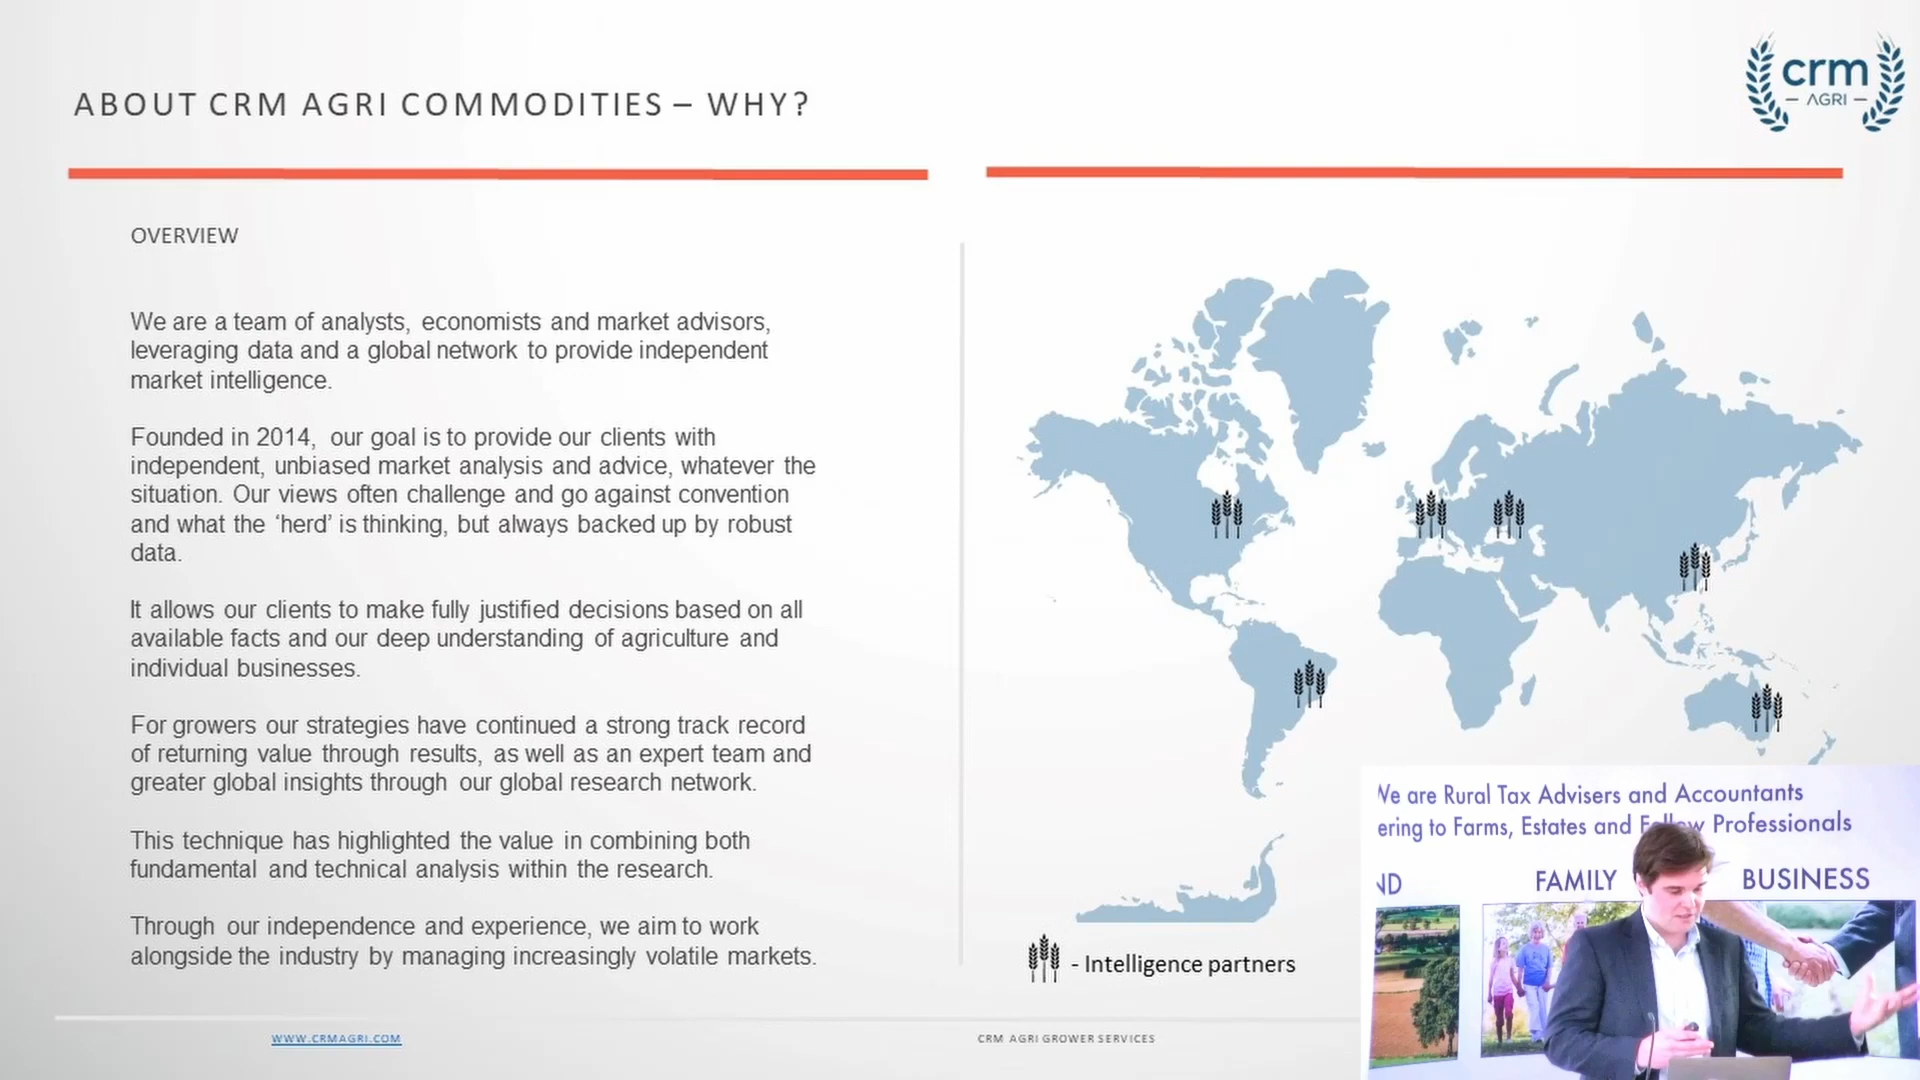 ABOUT CRM AGRI COMMODITIES – WHY?
crm
– AGRI –
OVERVIEW
We are a team of analysts, economists and market advisors,
leveraging data and a global network to provide independent
market intelligence.
Founded in 2014, our goal is to provide our clients with
independent, unbiased market analysis and advice, whatever the
situation. Our views often challenge and go against convention
and what the ‘herd’ is thinking, but always backed up by robust
data.
It allows our clients to make fully justified decisions based on all
available facts and our deep understanding of agriculture and
individual businesses.
For growers our strategies have continued a strong track record
of returning value through results, as well as an expert team and
greater global insights through our global research network.
This technique has highlighted the value in combining both
fundamental and technical analysis within the research.
Through our independence and experience, we aim to work
alongside the industry by managing increasingly volatile markets.
- Intelligence partners
WWW.CRMAGRI.COM
CRM AGRI GROWER SERVICES
We are Rural Tax Advisers and Accountants
ering to Farms, Estates and Fellow Professionals
ND
FAMILY
BUSINESS